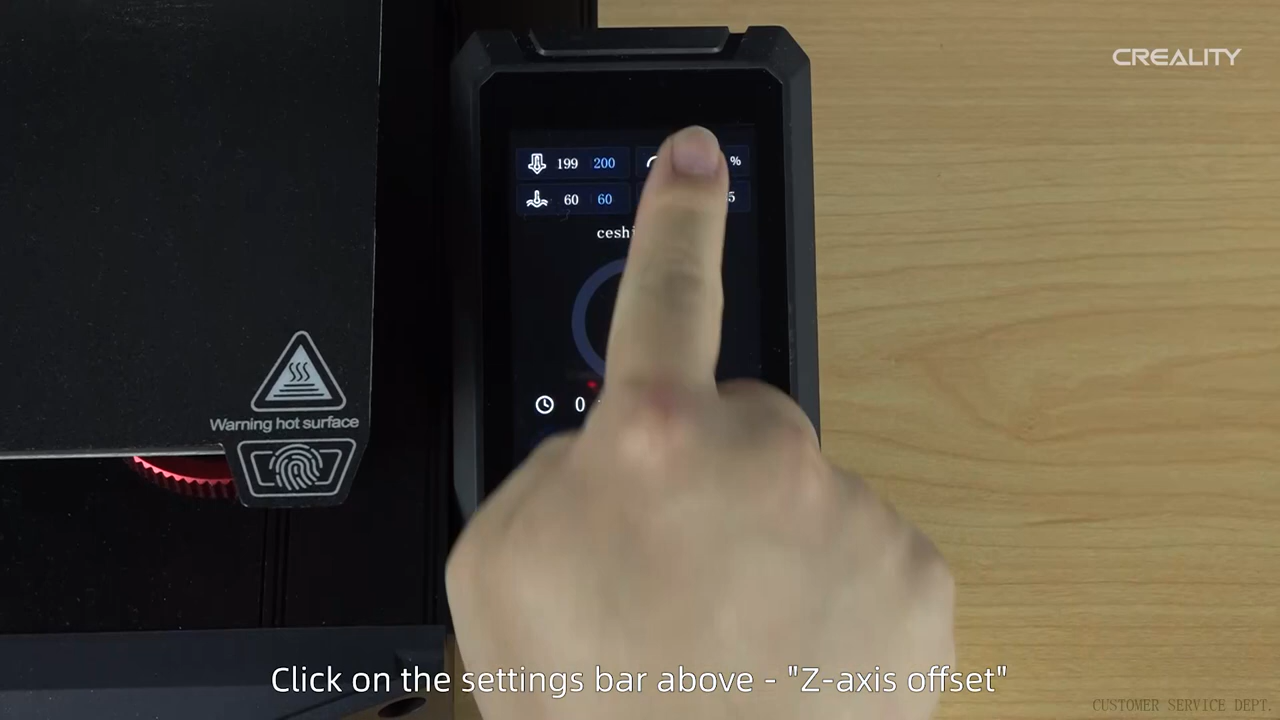 CREALITY
199 200 %
60 60 5
0
Warning hot surface
Click on the settings bar above - "Z-axis offset"
CUSTOMER SERVICE DEPT.